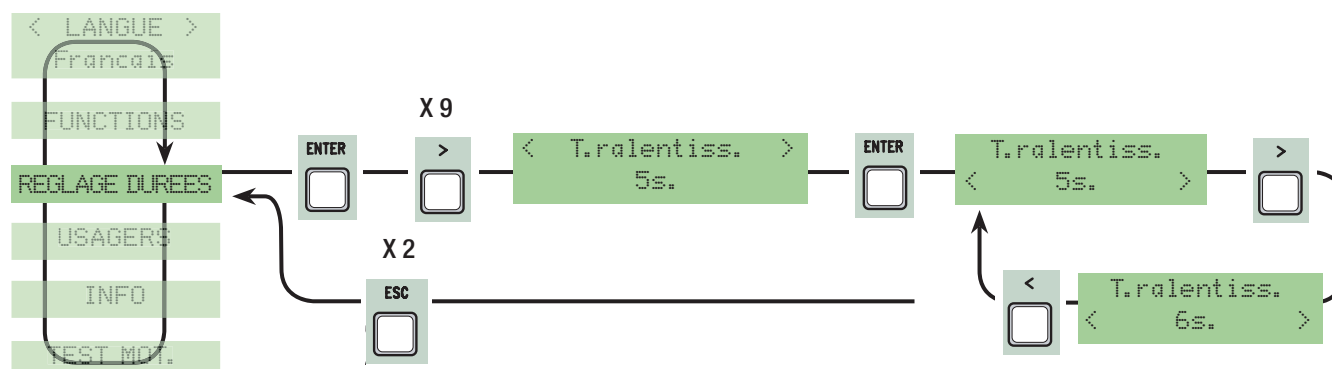 < LANGUE >
Francais
FUNCTIONS
REGLAGE DUREES
USAGERS
INFO
TEST MOT.
ENTER
X 9
>
< T.ralentiss. >
5s.
ENTER
T.ralentiss.
< 5s. >
>
X 2
ESC
<
T.ralentiss.
< 6s. >